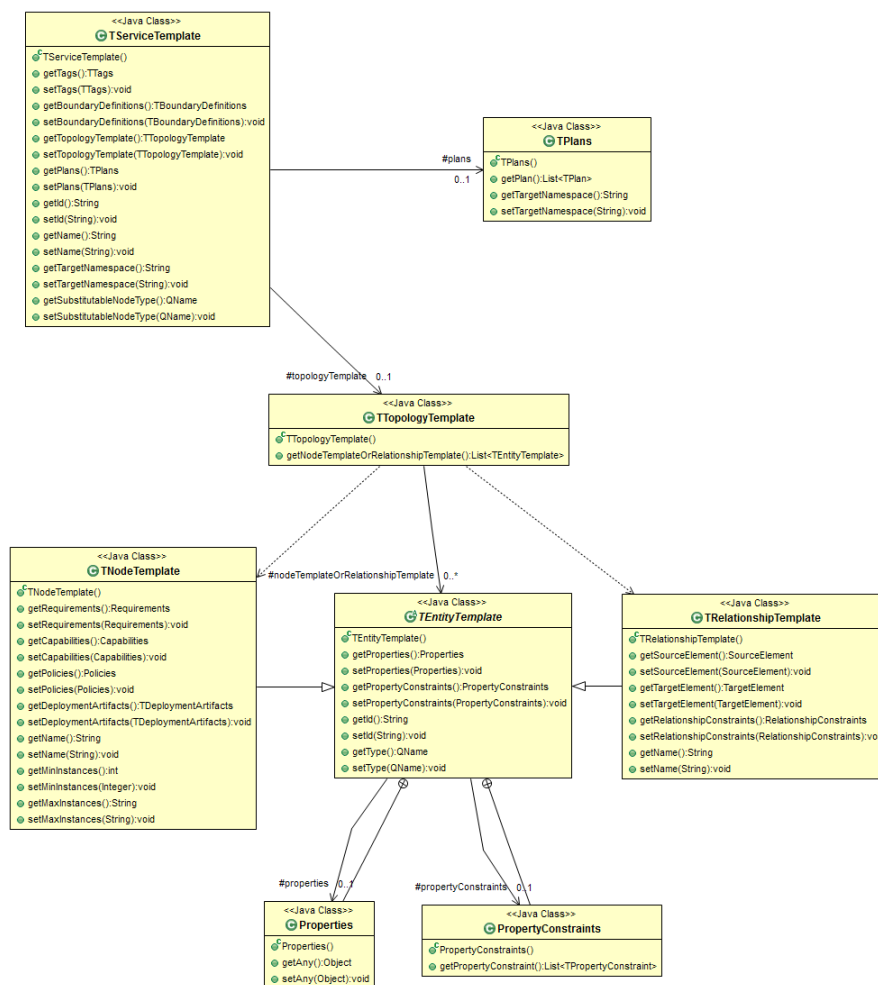 <<Java Class>>
TServiceTemplate
TServiceTemplate()
getTags():TTags
setTags(TTags):void
getBoundaryDefinitions():TBoundaryDefinitions
setBoundaryDefinitions(TBoundaryDefinitions):void
getTopologyTemplate():TTopologyTemplate
setTopologyTemplate(TTopologyTemplate):void
getPlans():TPlans
setPlans(TPlans):void
getId():String
setId(String):void
getName():String
setName(String):void
getTargetNamespace():String
setTargetNamespace(String):void
getSubstitutableNodeType():QName
setSubstitutableNodeType(QName):void
#plans
0..1
<<Java Class>>
TPlans
TPlans()
getPlan():List<TPlan>
getTargetNamespace():String
setTargetNamespace(String):void
#topologyTemplate 0..1
<<Java Class>>
TTopologyTemplate
TTopologyTemplate()
getNodeTemplateOrRelationshipTemplate():List<TEntityTemplate>
#nodeTemplateOrRelationshipTemplate 0..*
<<Java Class>>
TNodeTemplate
TNodeTemplate()
getRequirements():Requirements
setRequirements(Requirements):void
getCapabilities():Capabilities
setCapabilities(Capabilities):void
getPolicies():Policies
setPolicies(Policies):void
getDeploymentArtifacts():TDeploymentArtifacts
setDeploymentArtifacts(TDeploymentArtifacts):void
getName():String
setName(String):void
getMinInstances():int
setMinInstances(Integer):void
getMaxInstances():String
setMaxInstances(String):void
<<Java Class>>
TEntityTemplate
TEntityTemplate()
getProperties():Properties
setProperties(Properties):void
getPropertyConstraints():PropertyConstraints
setPropertyConstraints(PropertyConstraints):void
getId():String
setId(String):void
getType():QName
setType(QName):void
<<Java Class>>
TRelationshipTemplate
TRelationshipTemplate()
getSourceElement():SourceElement
setSourceElement(SourceElement):void
getTargetElement():TargetElement
setTargetElement(TargetElement):void
getRelationshipConstraints():RelationshipConstraints
setRelationshipConstraints(RelationshipConstraints):vo
getName():String
setName(String):void
#properties 0..1
#propertyConstraints 0..1
<<Java Class>>
Properties
Properties()
getAny():Object
setAny(Object):void
<<Java Class>>
PropertyConstraints
PropertyConstraints()
getPropertyConstraint():List<TPropertyConstraint>